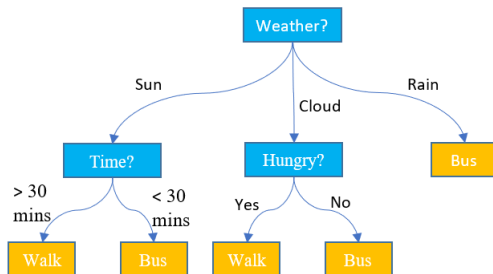 Weather?
Sun
Cloud
Rain
Time?
Hungry?
Bus
> 30
mins
< 30
mins
Yes
No
Walk
Bus
Walk
Bus